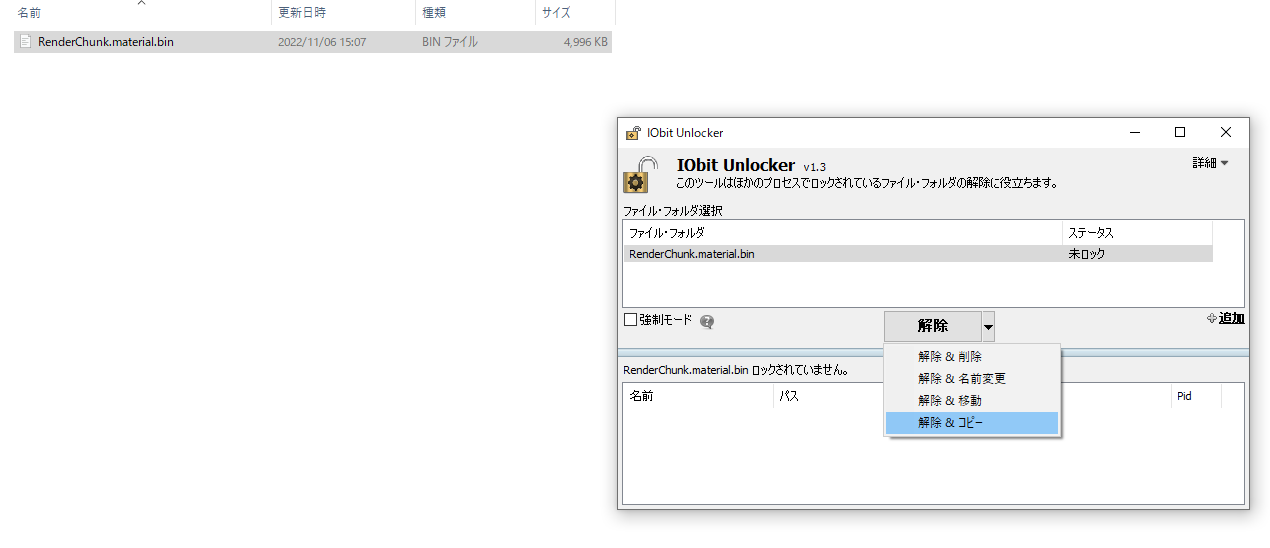 名前 更新日時 種類 サイズ
RenderChunk.material.bin 2022/11/06 15:07 BIN ファイル 4,996 KB
IObit Unlocker
IObit Unlocker v1.3 詳細
このツールはほかのプロセスでロックされているファイル・フォルダの解除に役立ちます。
ファイル・フォルダ選択
ファイル・フォルダ ステータス
RenderChunk.material.bin 未ロック
強制モード 解除 追加
解除 & 削除
解除 & 名前変更
解除 & 移動
解除 & コピー
RenderChunk.material.bin ロックされていません。
名前 パス Pid